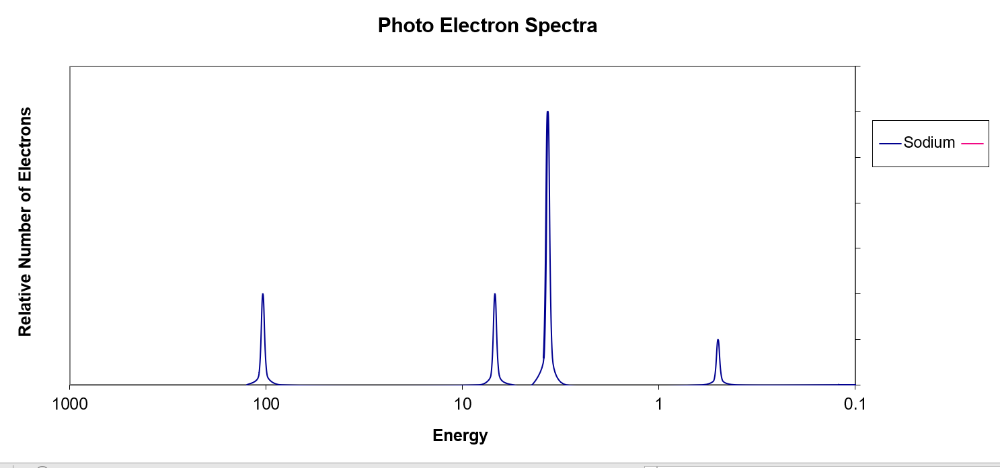 Photo Electron Spectra
Relative Number of Electrons
Sodium
1000 100 10 1 0.1
Energy